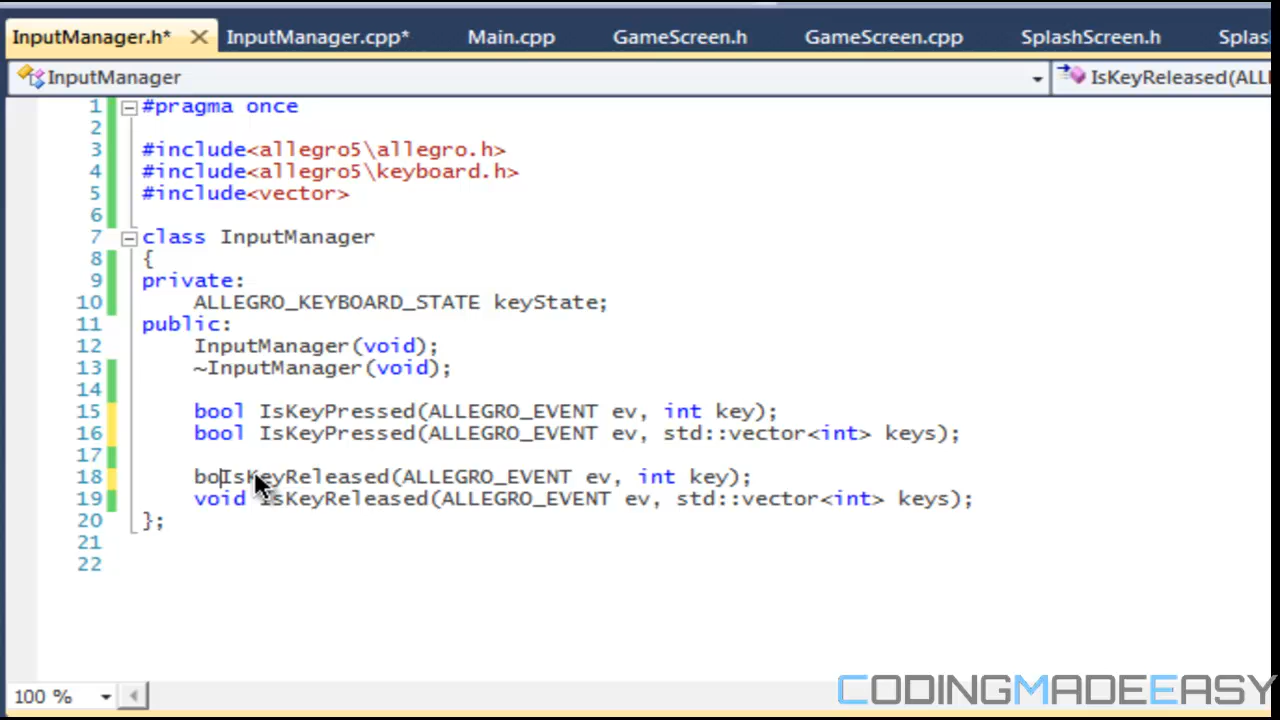 InputManager.h* InputManager.cpp* Main.cpp GameScreen.h GameScreen.cpp SplashScreen.h Splas
InputManager IsKeyReleased(ALL
1 #pragma once
2
3 #include<allegro5\allegro.h>
4 #include<allegro5\keyboard.h>
5 #include<vector>
6
7 class InputManager
8 {
9 private:
10 ALLEGRO_KEYBOARD_STATE keyState;
11 public:
12 InputManager(void);
13 ~InputManager(void);
14
15 bool IsKeyPressed(ALLEGRO_EVENT ev, int key);
16 bool IsKeyPressed(ALLEGRO_EVENT ev, std::vector<int> keys);
17
18 boIsKeyReleased(ALLEGRO_EVENT ev, int key);
19 void IsKeyReleased(ALLEGRO_EVENT ev, std::vector<int> keys);
20 };
21
22
100 %
CODINGMADEEASY